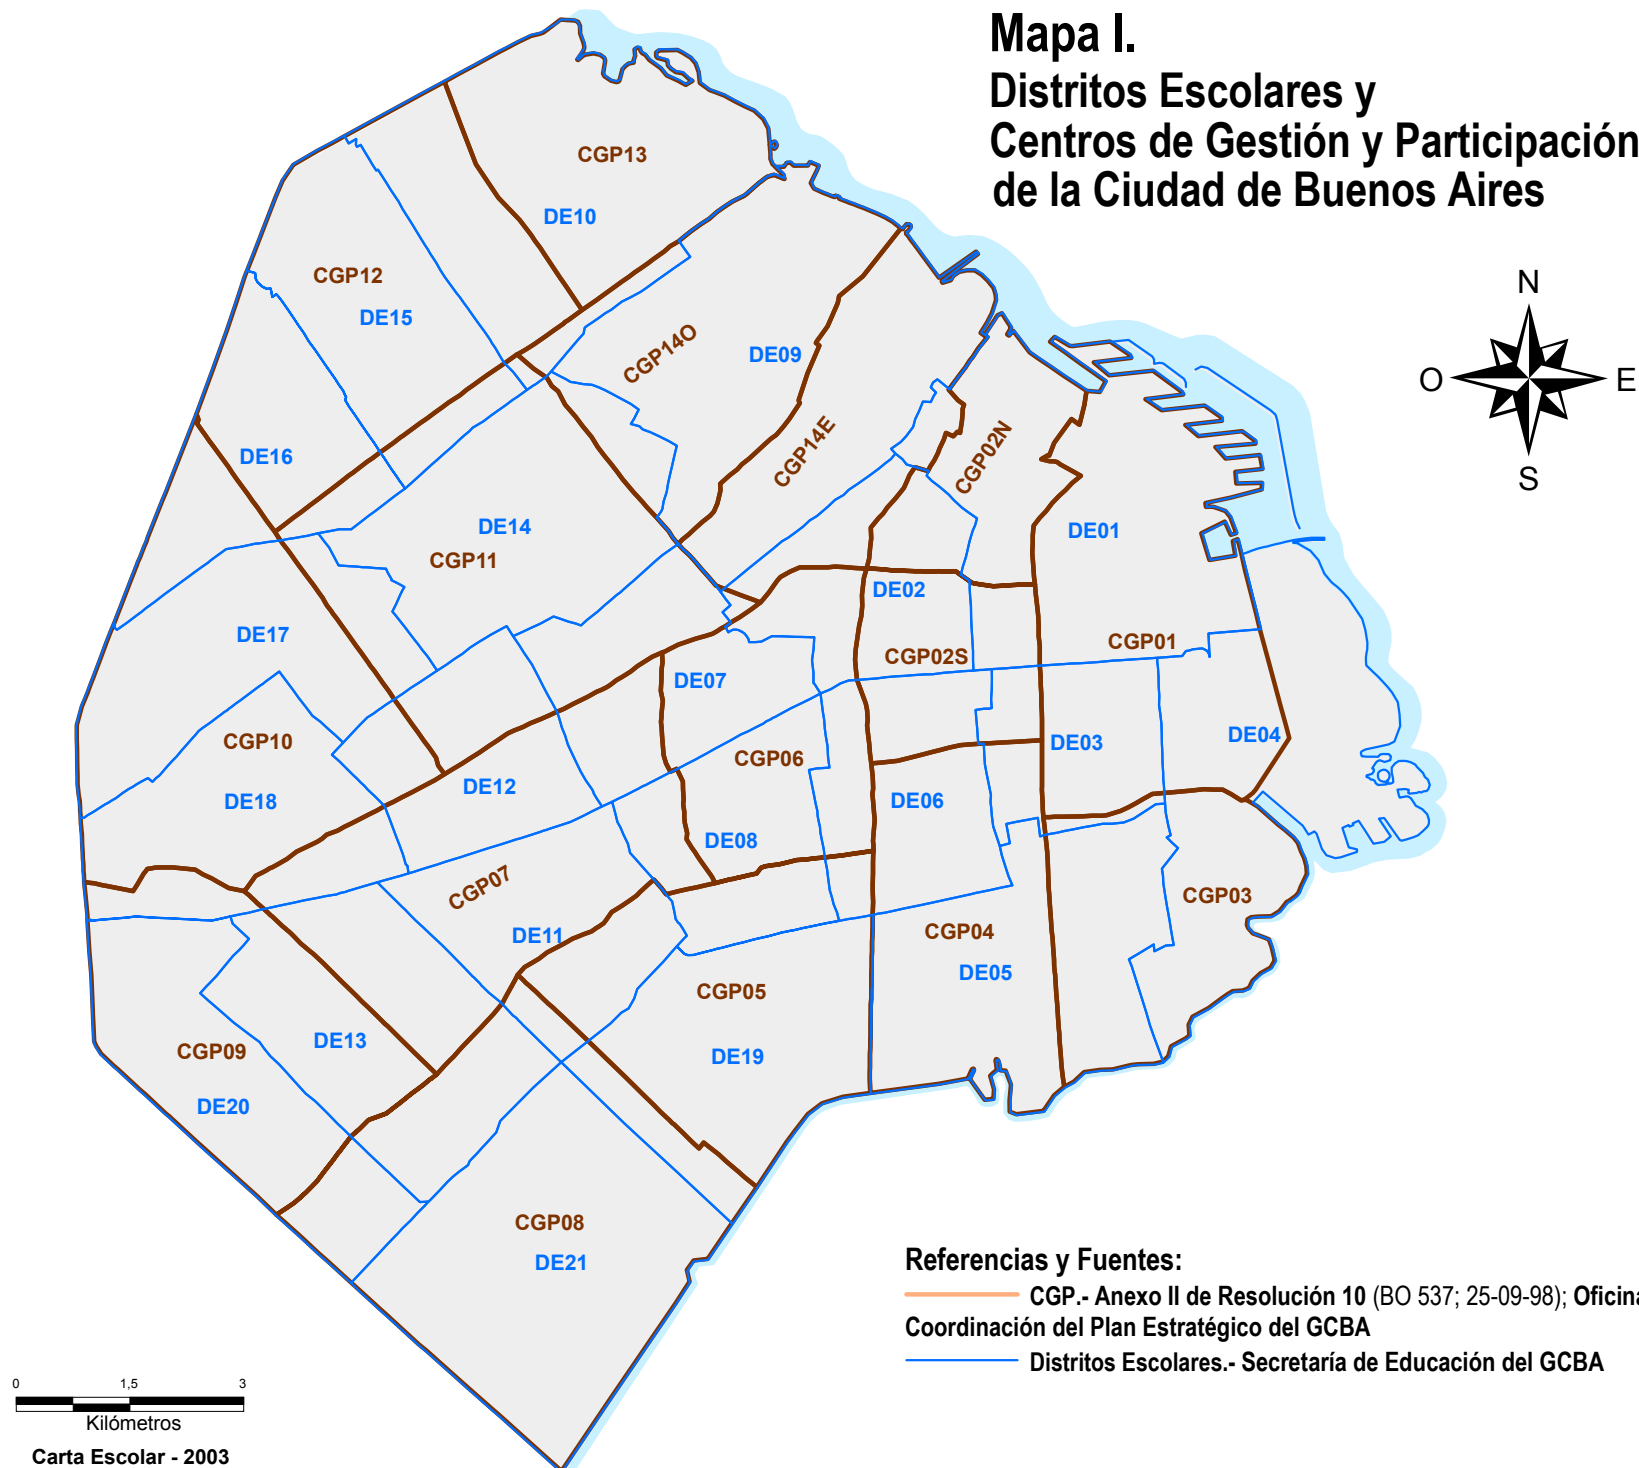 Mapa I.
Distritos Escolares y
Centros de Gestión y Participación
de la Ciudad de Buenos Aires
N
O
E
S
CGP13
DE10
CGP12
DE15
CGP14O
DE09
DE16
CGP14E
CGP02N
DE14
CGP11
DE01
DE02
DE17
CGP02S
CGP01
DE07
CGP10
CGP06
DE03
DE04
DE12
DE18
DE06
DE08
CGP07
CGP03
DE11
CGP04
DE05
CGP05
DE13
CGP09
DE19
DE20
CGP08
DE21
Referencias y Fuentes:
CGP.- Anexo II de Resolución 10 (BO 537; 25-09-98); Oficina
Coordinación del Plan Estratégico del GCBA
Distritos Escolares.- Secretaría de Educación del GCBA
0 1,5 3
Kilómetros
Carta Escolar - 2003